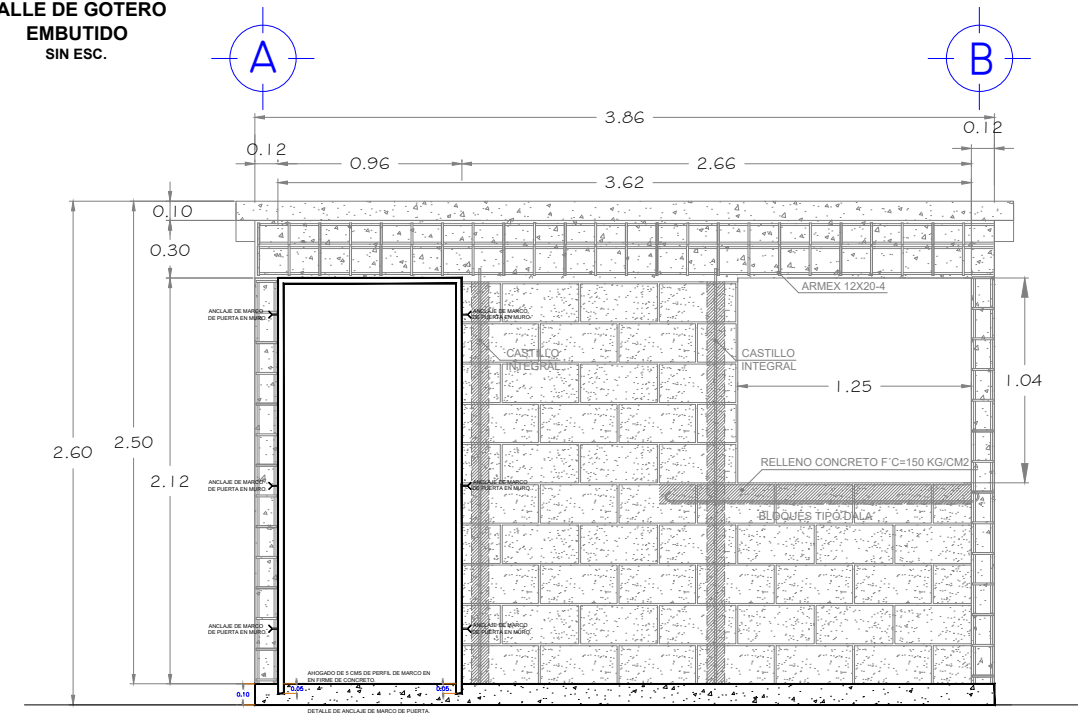 ALLE DE GOTERO
EMBUTIDO
SIN ESC.
A
B
3.86
0.12
0.12
0.96
2.66
3.62
0.10
0.30
ARMEX 12X20-4
ANCLAJE DE MARCO
DE PUERTA EN MURO
ANCLAJE DE MARCO
DE PUERTA EN MURO
CASTILLO
INTEGRAL
CASTILLO
INTEGRAL
1.25
1.04
2.60
2.50
2.12
RELLENO CONCRETO F´C=150 KG/CM2
ANCLAJE DE MARCO
DE PUERTA EN MURO
ANCLAJE DE MARCO
DE PUERTA EN MURO
BLOQUES TIPO DALA
ANCLAJE DE MARCO
DE PUERTA EN MURO
ANCLAJE DE MARCO
DE PUERTA EN MURO
AHOGADO DE 5 CMS DE PERFIL DE MARCO EN
EN FIRME DE CONCRETO
0.10
0.05
0.05
DETALLE DE ANCLAJE DE MARCO DE PUERTA.